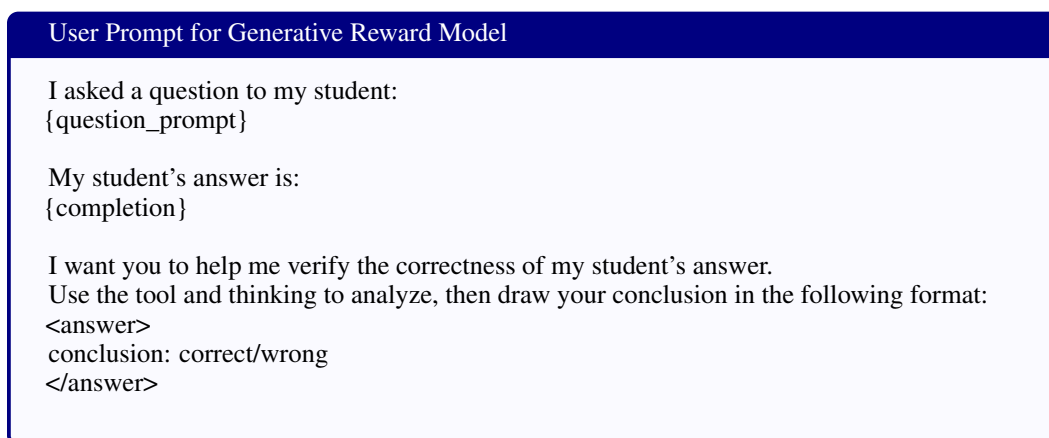 User Prompt for Generative Reward Model
I asked a question to my student:
{question_prompt}
My student’s answer is:
{completion}
I want you to help me verify the correctness of my student’s answer.
Use the tool and thinking to analyze, then draw your conclusion in the following format:
<answer>
conclusion: correct/wrong
</answer>